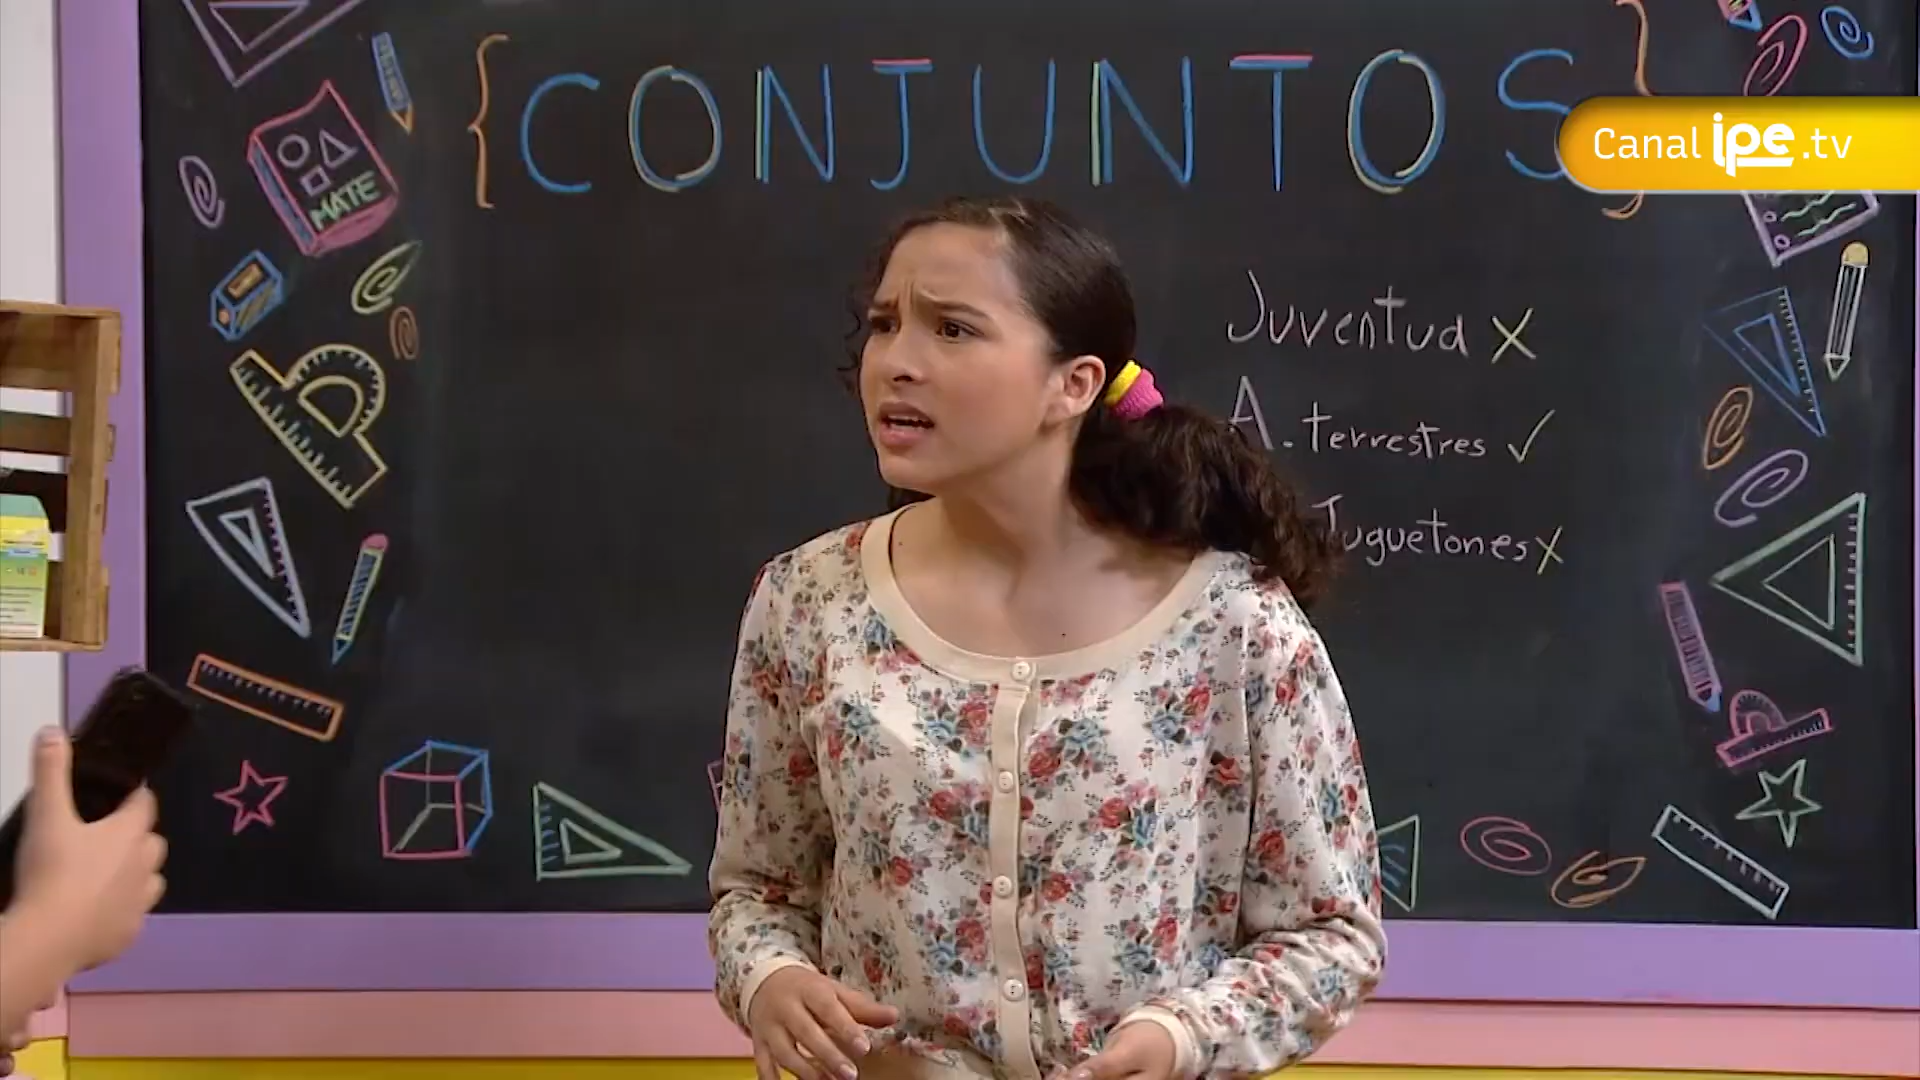 {CONJUNTOS}
Canal ipe.tv
MATE
Juventud X
A. terrestres ✓
Juguetones X